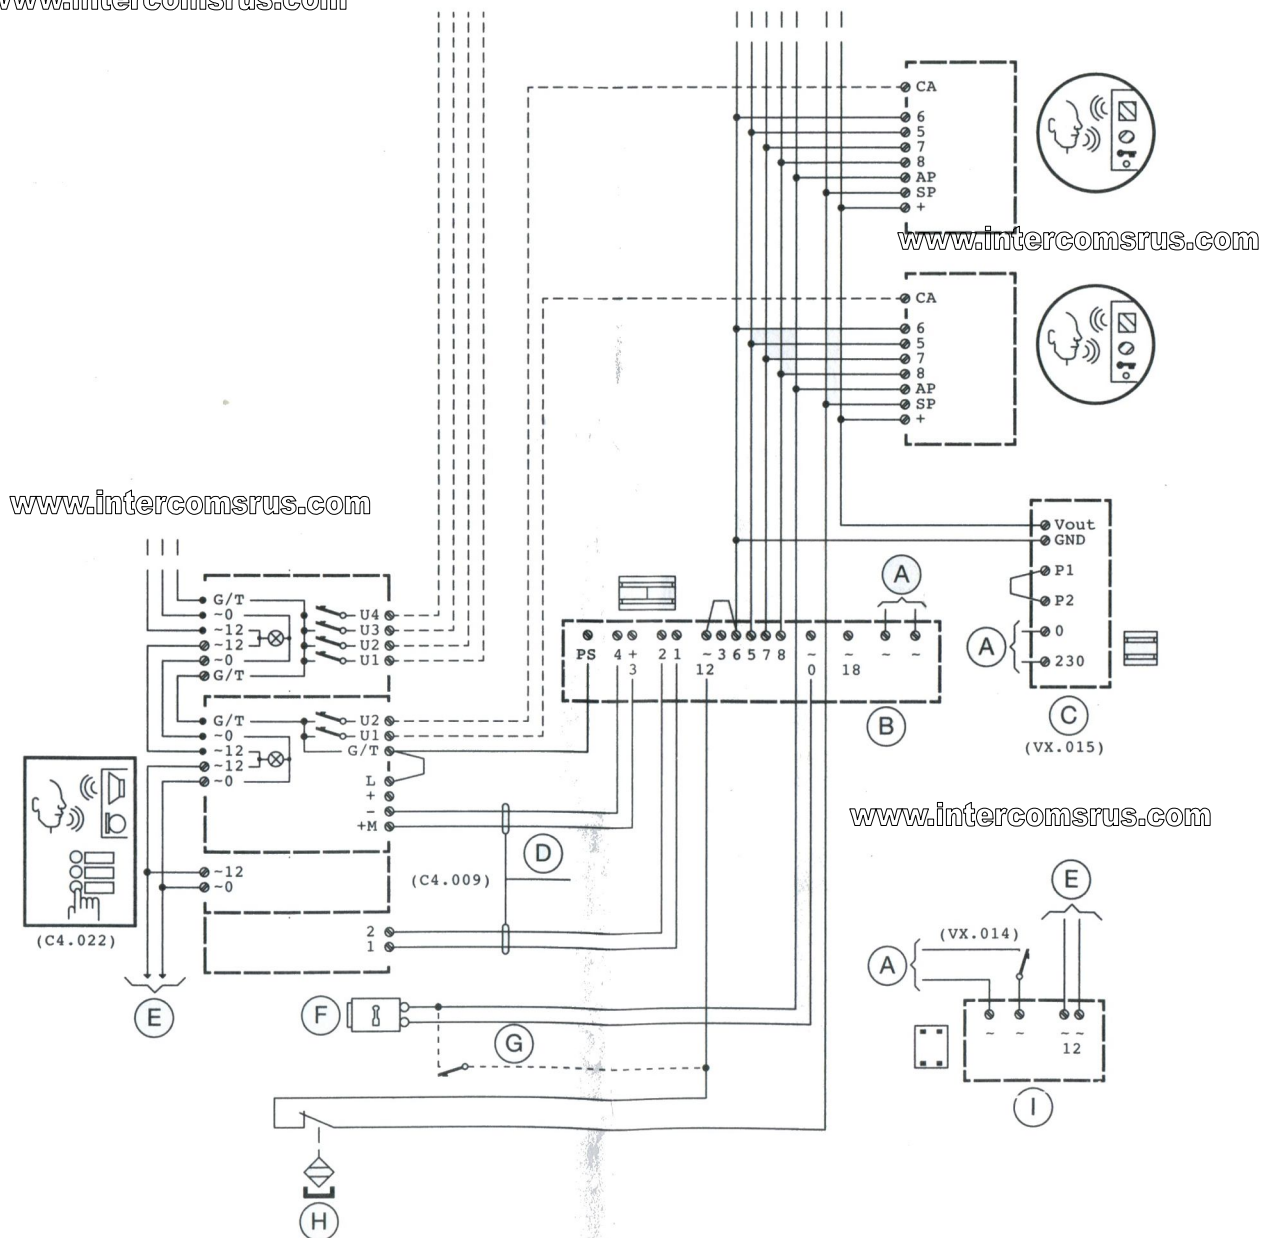 www.intercomsrus.com
CA
6
5
7
8
AP
SP
+
www.intercomsrus.com
CA
6
5
7
8
AP
SP
+
www.intercomsrus.com
Vout
GND
P1
P2
0
230
A
C
(VX.015)
A
PS 4 + 2 1 ~ 3 6 5 7 8 ~ ~ ~ ~
3 12 0 18
B
G/T
~0
~12
~12
~0
G/T
U4
U3
U2
U1
G/T
~0
~12
~12
~0
U2
U1
G/T
L
+
–
+M
~12
~0
2
1
(C4.022)
E
(C4.009)
D
www.intercomsrus.com
F
G
H
E
(VX.014)
A
~ ~ ~~
12
I